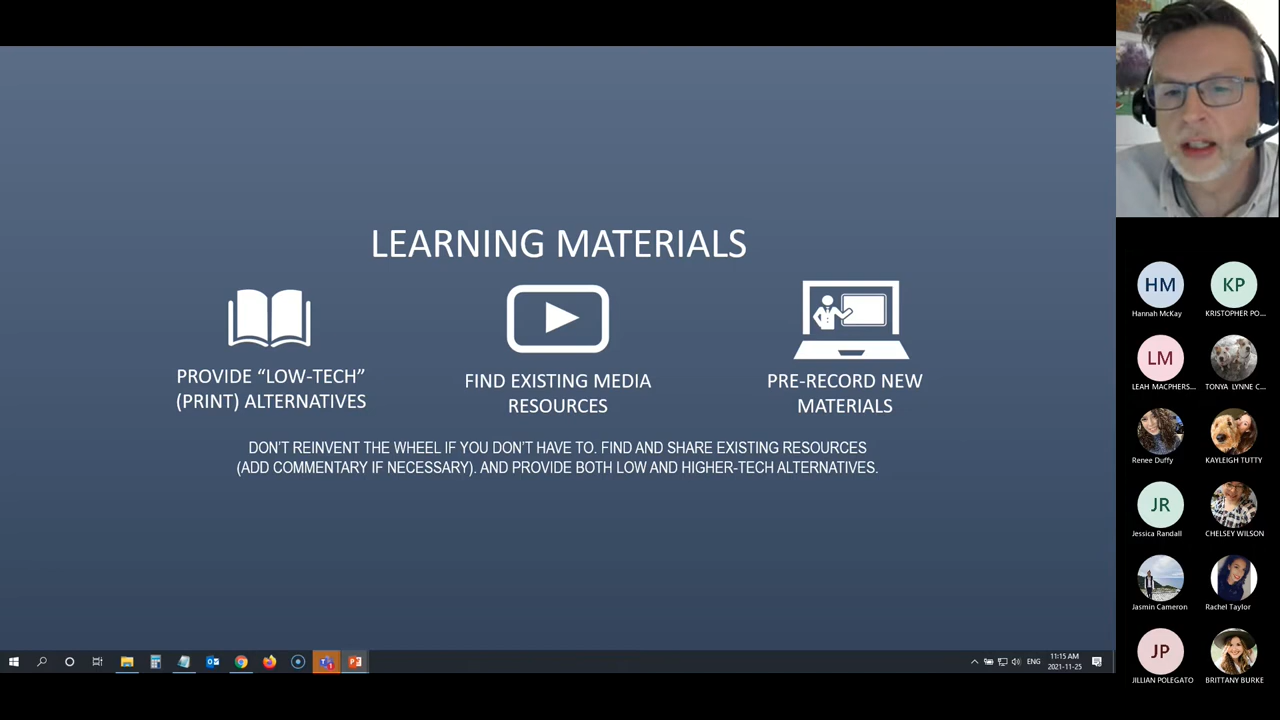 LEARNING MATERIALS
PROVIDE “LOW-TECH”
(PRINT) ALTERNATIVES
FIND EXISTING MEDIA
RESOURCES
PRE-RECORD NEW
MATERIALS
DON’T REINVENT THE WHEEL IF YOU DON’T HAVE TO. FIND AND SHARE EXISTING RESOURCES
(ADD COMMENTARY IF NECESSARY). AND PROVIDE BOTH LOW AND HIGHER-TECH ALTERNATIVES.
HM
Hannah McKay
KP
KRISTOPHER PO...
LM
LEAH MACPHERS...
TONYA LYNNE C...
Renee Duffy
KAYLEIGH TUTTY
JR
Jessica Randall
CHELSEY WILSON
Jasmin Cameron
Rachel Taylor
JP
JILLIAN POLEGATO
BRITTANY BURKE
ENG
11:15 AM
2021-11-25